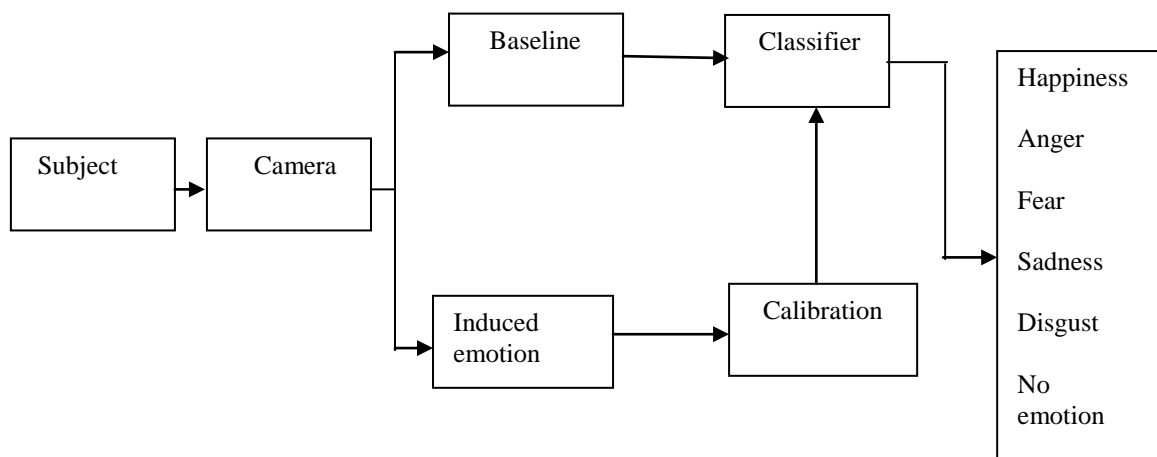 Baseline
Classifier
Subject
Camera
Induced
emotion
Calibration
Happiness
Anger
Fear
Sadness
Disgust
No
emotion